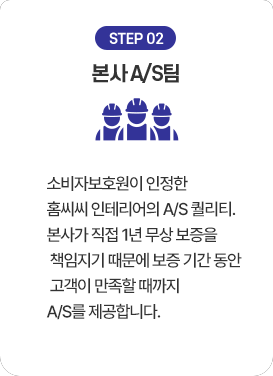 STEP 02
본사 A/S팀
소비자보호원이 인정한
홈씨씨 인테리어의 A/S 퀄리티.
본사가 직접 1년 무상 보증을
책임지기 때문에 보증 기간 동안
고객이 만족할 때까지
A/S를 제공합니다.